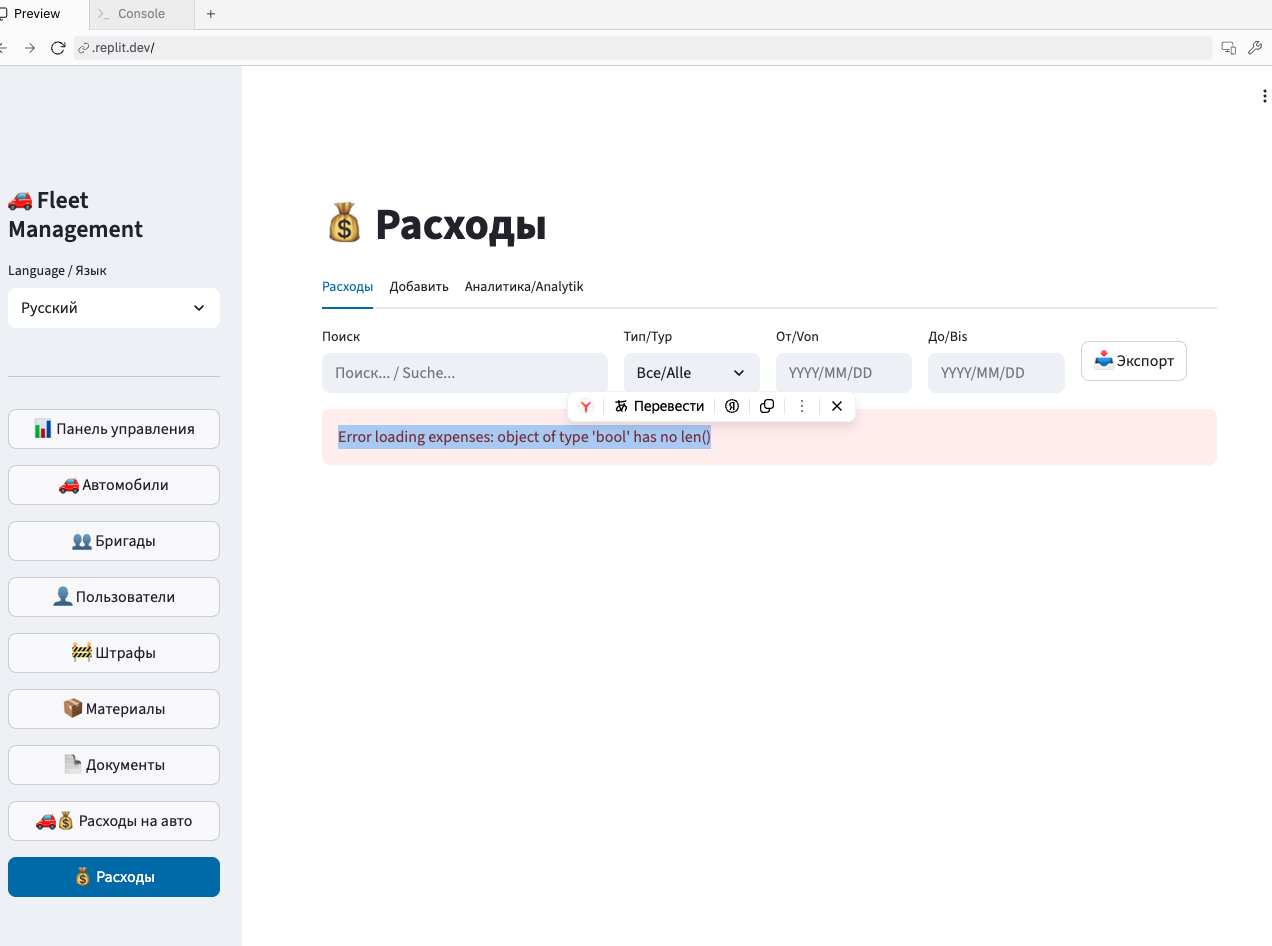 Preview
Console
.replit.dev/
Fleet
Management
Language / Язык
Русский
Панель управления
Автомобили
Бригады
Пользователи
Штрафы
Материалы
Документы
Расходы на авто
Расходы
Расходы
Расходы Добавить Аналитика/Analytik
Поиск Тип/Typ От/Von До/Bis
Поиск... / Suche... Все/Alle YYYY/MM/DD YYYY/MM/DD Экспорт
Перевести
Error loading expenses: object of type 'bool' has no len()